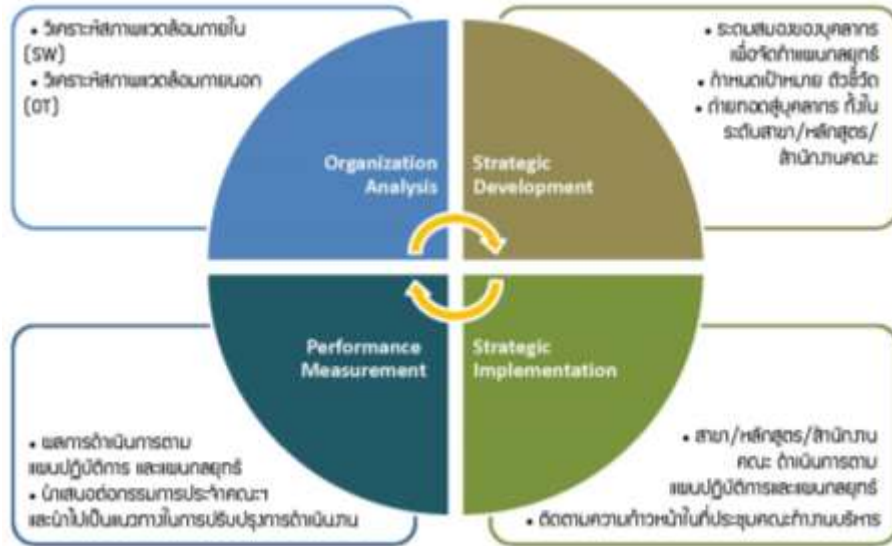 • วิเคราะห์สภาพแวดล้อมภายใน
(SW)
• วิเคราะห์สภาพแวดล้อมภายนอก
(OT)
Organization
Analysis
• ระดมสมองของบุคลากร
เพื่อจัดทำแผนกลยุทธ์
• กำหนดเป้าหมาย ตัวชี้วัด
• ถ่ายทอดสู่บุคลากร ทั้งใน
ระดับสาขา/หลักสูตร/
สำนักงานคณะ
Strategic
Development
Performance
Measurement
• ผลการดำเนินการตาม
แผนปฏิบัติการ และแผนกลยุทธ์
• นำเสนอต่อกรรมการประจำคณะฯ
และนำไปเป็นแนวทางในการปรับปรุงการดำเนินงาน
Strategic
Implementation
• สาขา/หลักสูตร/สำนักงาน
คณะ ดำเนินการตาม
แผนปฏิบัติการและแผนกลยุทธ์
• ติดตามความก้าวหน้าในที่ประชุมคณะทำงานบริหาร